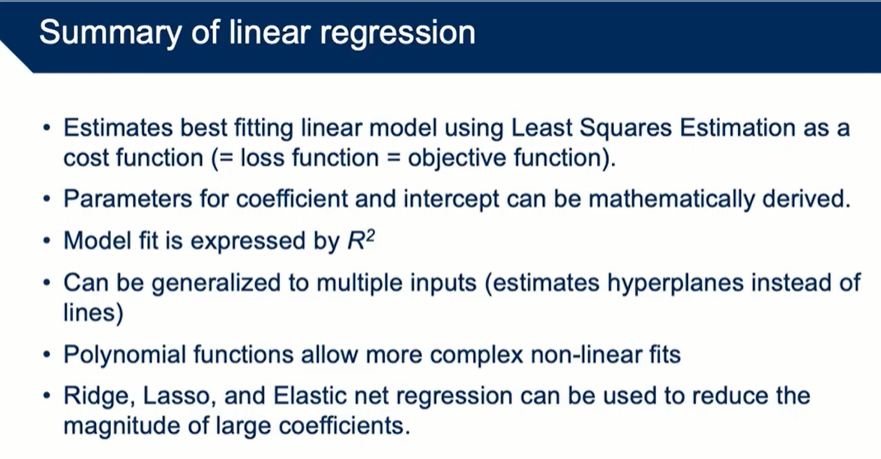 Summary of linear regression
• Estimates best fitting linear model using Least Squares Estimation as a
cost function (= loss function = objective function).
• Parameters for coefficient and intercept can be mathematically derived.
• Model fit is expressed by R²
• Can be generalized to multiple inputs (estimates hyperplanes instead of
lines)
• Polynomial functions allow more complex non-linear fits
• Ridge, Lasso, and Elastic net regression can be used to reduce the
magnitude of large coefficients.